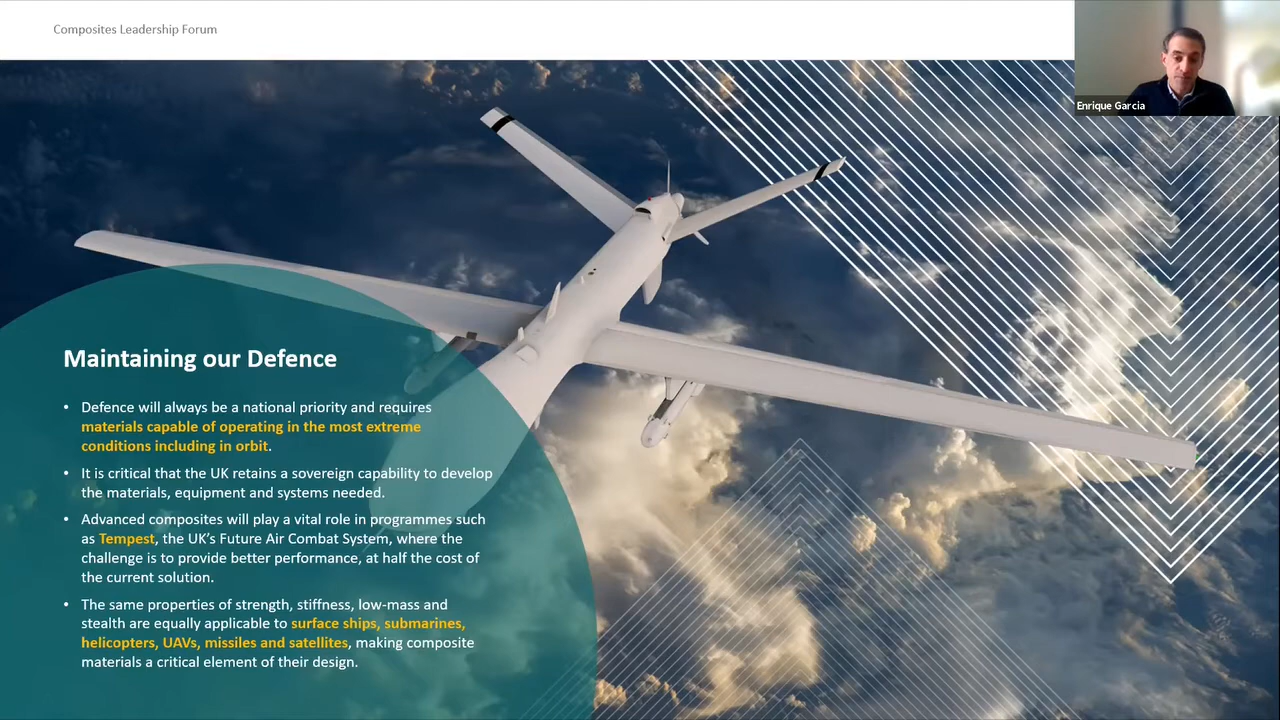 Composites Leadership Forum
Enrique Garcia
Maintaining our Defence
• Defence will always be a national priority and requires
materials capable of operating in the most extreme
conditions including in orbit.
• It is critical that the UK retains a sovereign capability to develop
the materials, equipment and systems needed.
• Advanced composites will play a vital role in programmes such
as Tempest, the UK's Future Air Combat System, where the
challenge is to provide better performance, at half the cost of
the current solution.
• The same properties of strength, stiffness, low-mass and
stealth are equally applicable to surface ships, submarines,
helicopters, UAVs, missiles and satellites, making composite
materials a critical element of their design.